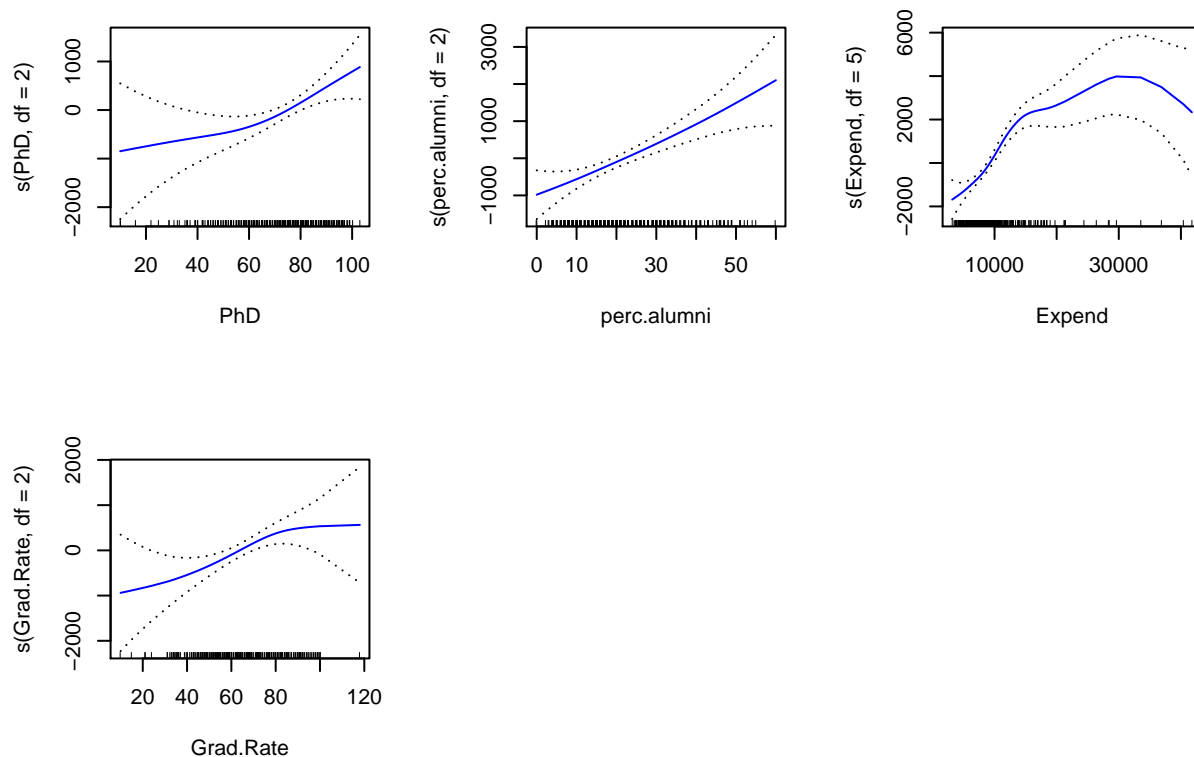 s(PhD, df = 2)
1000
0
−2000
20 40 60 80 100
PhD
s(perc.alumni, df = 2)
3000
1000
−1000
0 10 30 50
perc.alumni
s(Expend, df = 5)
6000
2000
−2000
10000 30000
Expend
s(Grad.Rate, df = 2)
2000
0
−2000
20 40 60 80 120
Grad.Rate